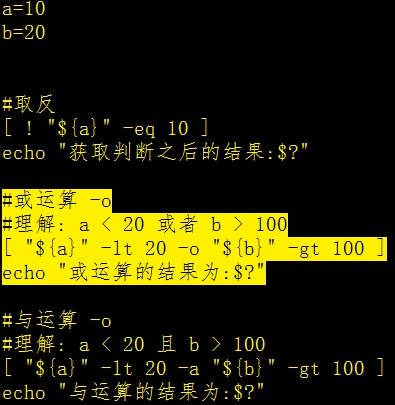 a=10
b=20
#取反
[ ! "${a}" -eq 10 ]
echo "获取判断之后的结果:$?"
#或运算 -o
#理解: a < 20 或者 b > 100
[ "${a}" -lt 20 -o "${b}" -gt 100 ]
echo "或运算的结果为:$?"
#与运算 -o
#理解: a < 20 且 b > 100
[ "${a}" -lt 20 -a "${b}" -gt 100 ]
echo "与运算的结果为:$?"